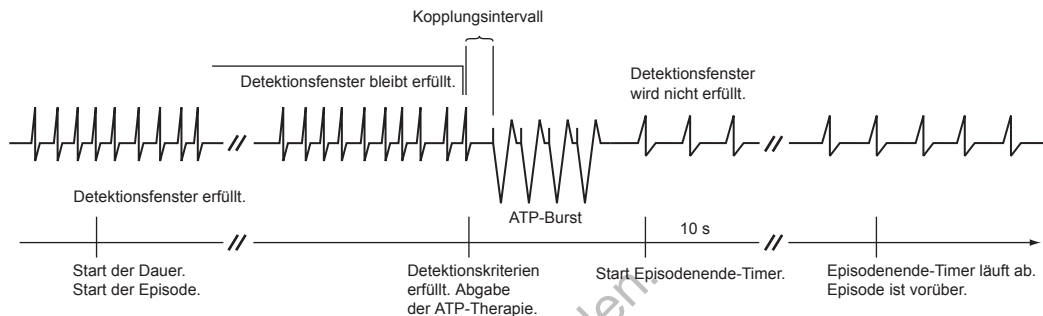 Kopplungsintervall
Detektionsfenster bleibt erfüllt.
Detektionsfenster
wird nicht erfüllt.
Detektionsfenster erfüllt.
ATP-Burst
10 s
Start der Dauer.
Start der Episode.
Detektionskriterien
erfüllt. Abgabe
der ATP-Therapie.
Start Episodenende-Timer.
Episodenende-Timer läuft ab.
Episode ist vorüber.
den.